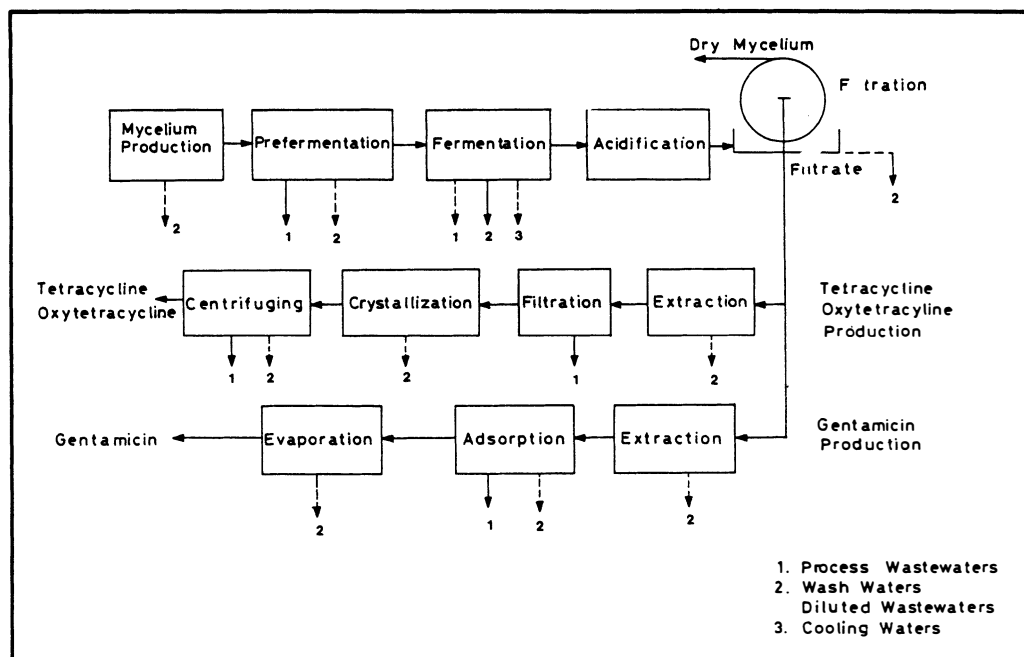 Dry Mycelium
F tration
Mycelium
Production
Prefermentation
Fermentation
Acidification
Filtrate
2
2
1
2
1
2
3
Tetracycline
Oxytetracycline
Centrifuging
Crystallization
Filtration
Extraction
Tetracycline
Oxytetracyline
Production
1
2
2
1
2
Gentamicin
Evaporation
Adsorption
Extraction
Gentamicin
Production
2
1
2
2
1. Process Wastewaters
2. Wash Waters
Diluted Wastewaters
3. Cooling Waters